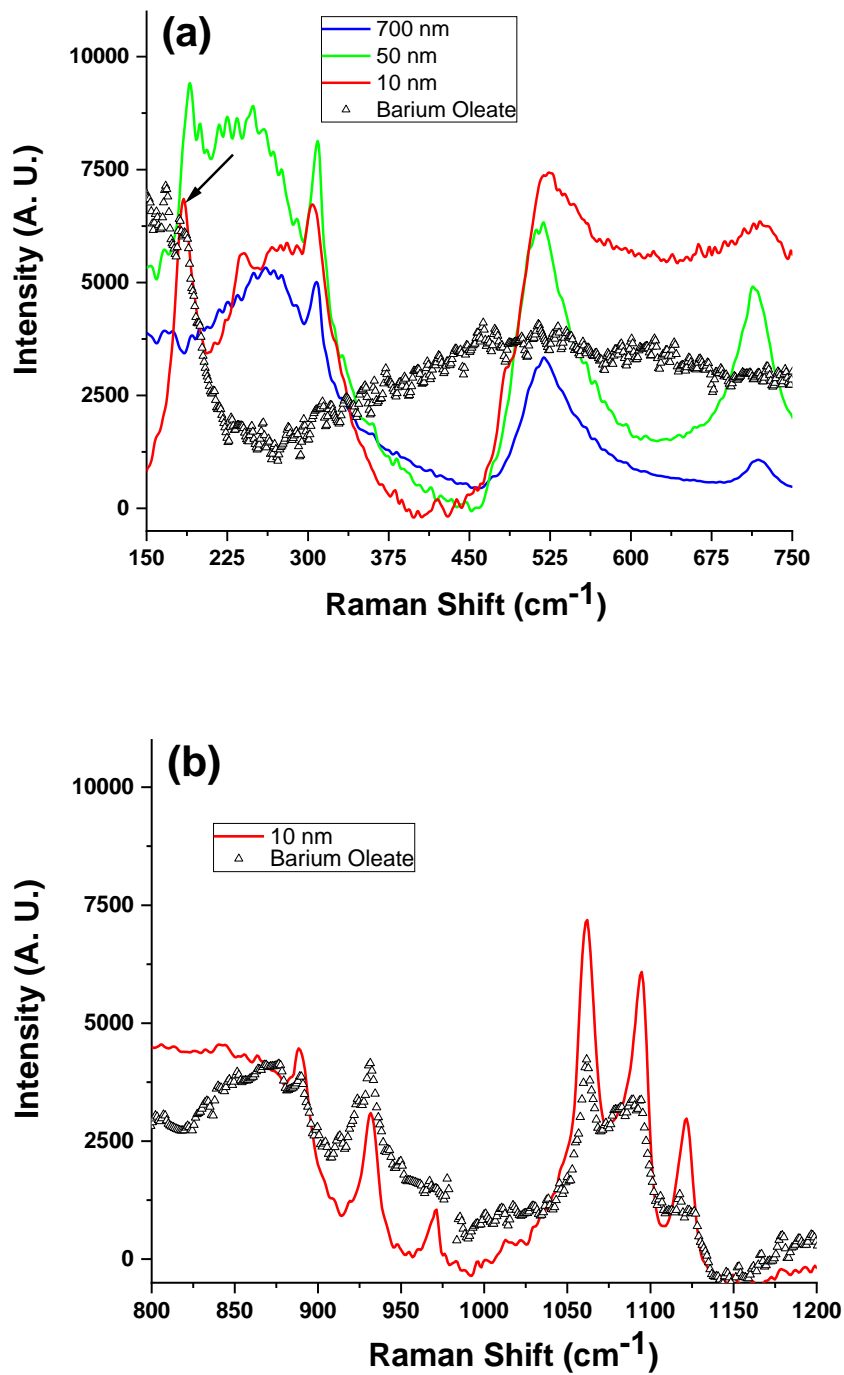 (a)
700 nm
50 nm
10 nm
Barium Oleate
10000
7500
5000
2500
0
Intensity (A. U.)
150 225 300 375 450 525 600 675 750
Raman Shift (cm-1)
(b)
10 nm
Barium Oleate
10000
7500
5000
2500
0
Intensity (A. U.)
800 850 900 950 1000 1050 1100 1150 1200
Raman Shift (cm-1)